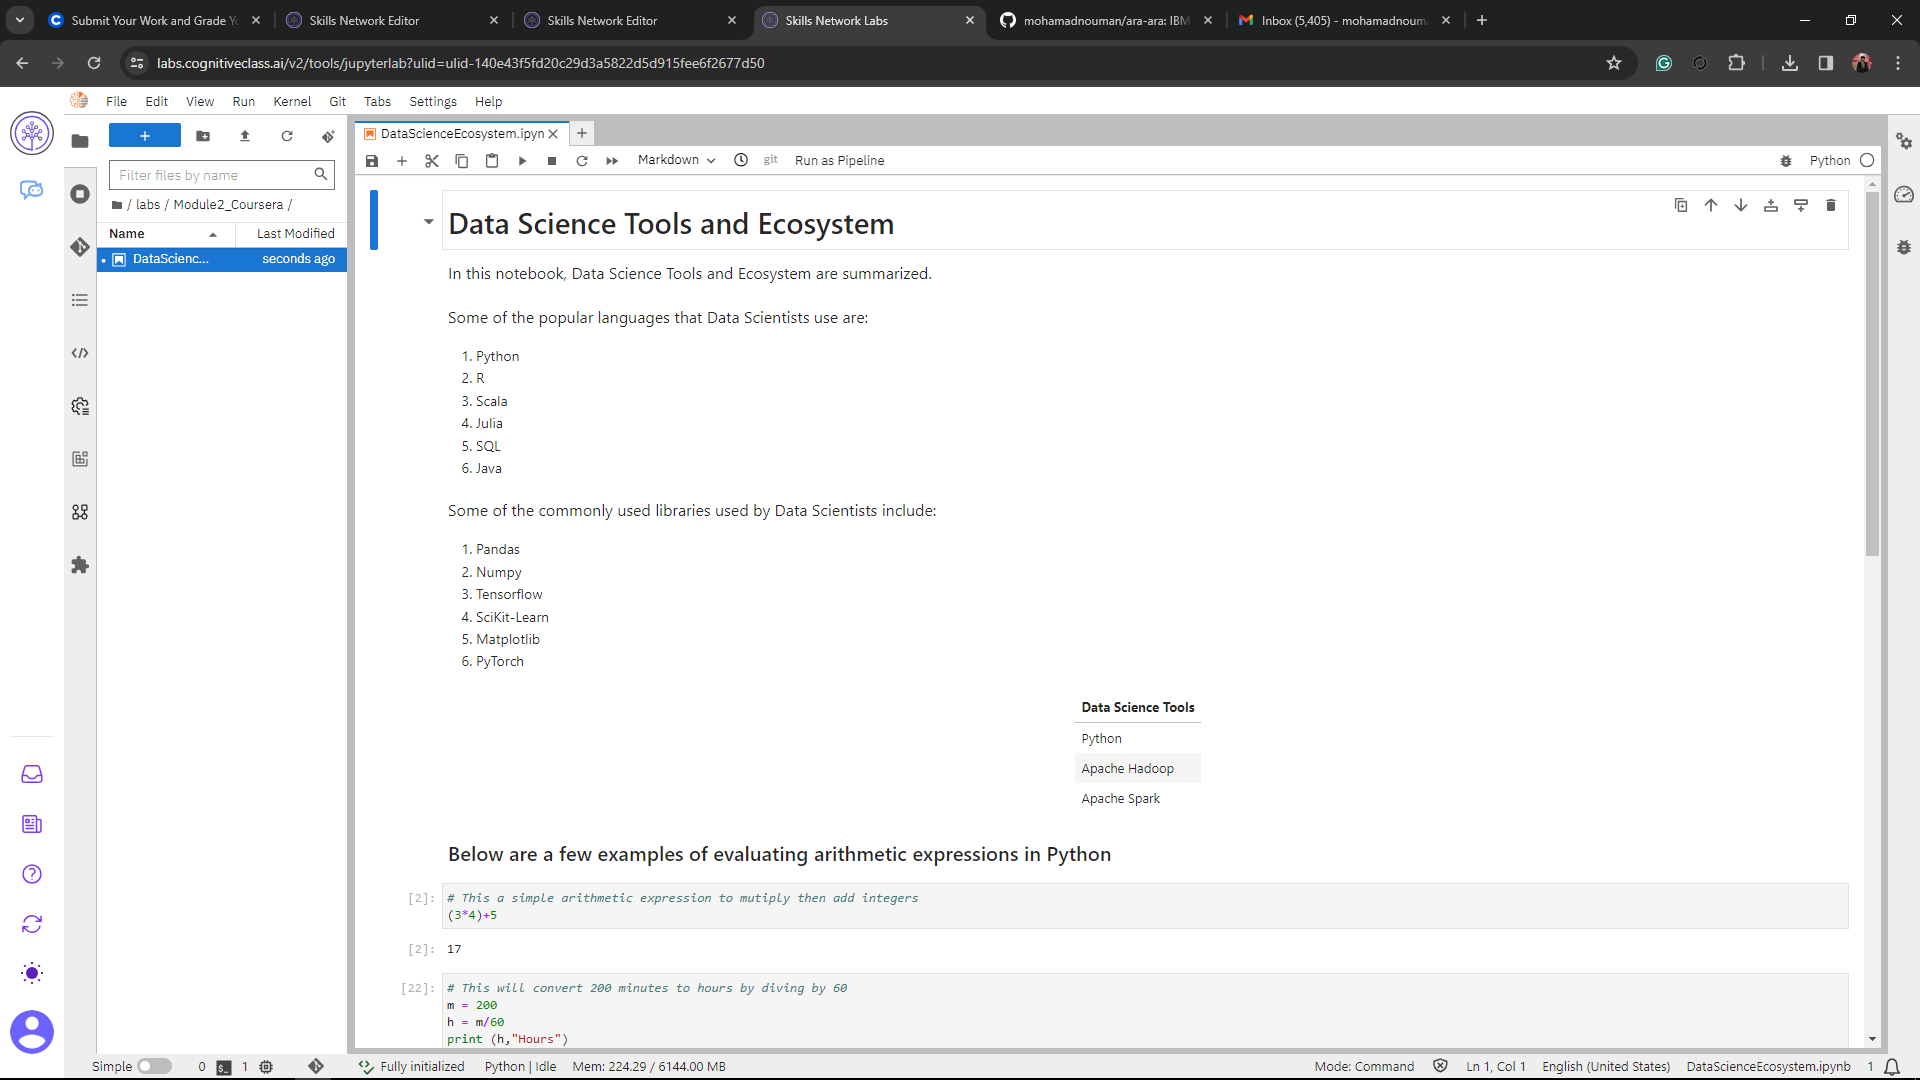 Submit Your Work and Grade Yo
Skills Network Editor
Skills Network Editor
Skills Network Labs
mohamadnouman/ara-ara: IBM
Inbox (5,405) - mohamadnouma
labs.cognitiveclass.ai/v2/tools/jupyterlab?ulid=ulid-140e43f5fd20c29d3a5822d5d915fee6f2677d50
File Edit View Run Kernel Git Tabs Settings Help
DataScienceEcosystem.ipyn
Markdown
git
Run as Pipeline
Python
Filter files by name
/ labs / Module2_Coursera /
Name Last Modified
DataScienc... seconds ago
Data Science Tools and Ecosystem
In this notebook, Data Science Tools and Ecosystem are summarized.
Some of the popular languages that Data Scientists use are:
1. Python
2. R
3. Scala
4. Julia
5. SQL
6. Java
Some of the commonly used libraries used by Data Scientists include:
1. Pandas
2. Numpy
3. Tensorflow
4. SciKit-Learn
5. Matplotlib
6. PyTorch
Data Science Tools
Python
Apache Hadoop
Apache Spark
Below are a few examples of evaluating arithmetic expressions in Python
[2]: # This a simple arithmetic expression to mutiply then add integers
(3*4)+5
[2]: 17
[22]: # This will convert 200 minutes to hours by diving by 60
m = 200
h = m/60
print (h,"Hours")
Simple 0 1 Fully initialized Python | Idle Mem: 224.29 / 6144.00 MB Mode: Command Ln 1, Col 1 English (United States) DataScienceEcosystem.ipynb 1